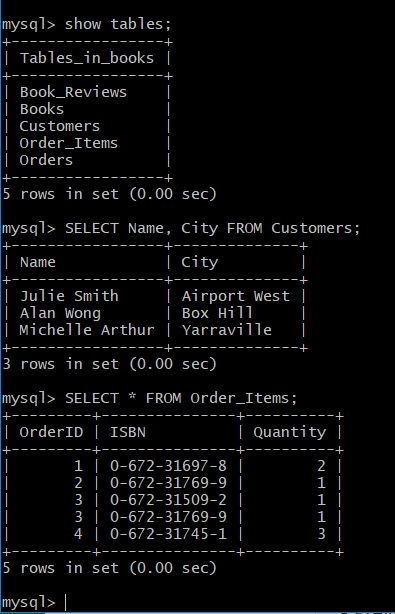 mysql> show tables;
+-----------------+
| Tables_in_books |
+-----------------+
| Book_Reviews    |
| Books           |
| Customers       |
| Order_Items     |
| Orders          |
+-----------------+
5 rows in set (0.00 sec)
mysql> SELECT Name, City FROM Customers;
+-----------------+--------------+
| Name            | City         |
+-----------------+--------------+
| Julie Smith     | Airport West |
| Alan Wong       | Box Hill     |
| Michelle Arthur | Yarraville   |
+-----------------+--------------+
3 rows in set (0.00 sec)
mysql> SELECT * FROM Order_Items;
+---------+---------------+----------+
| OrderID | ISBN          | Quantity |
+---------+---------------+----------+
|       1 | 0-672-31697-8 |        2 |
|       2 | 0-672-31769-9 |        1 |
|       3 | 0-672-31509-2 |        1 |
|       3 | 0-672-31769-9 |        1 |
|       4 | 0-672-31745-1 |        3 |
+---------+---------------+----------+
5 rows in set (0.00 sec)
mysql>